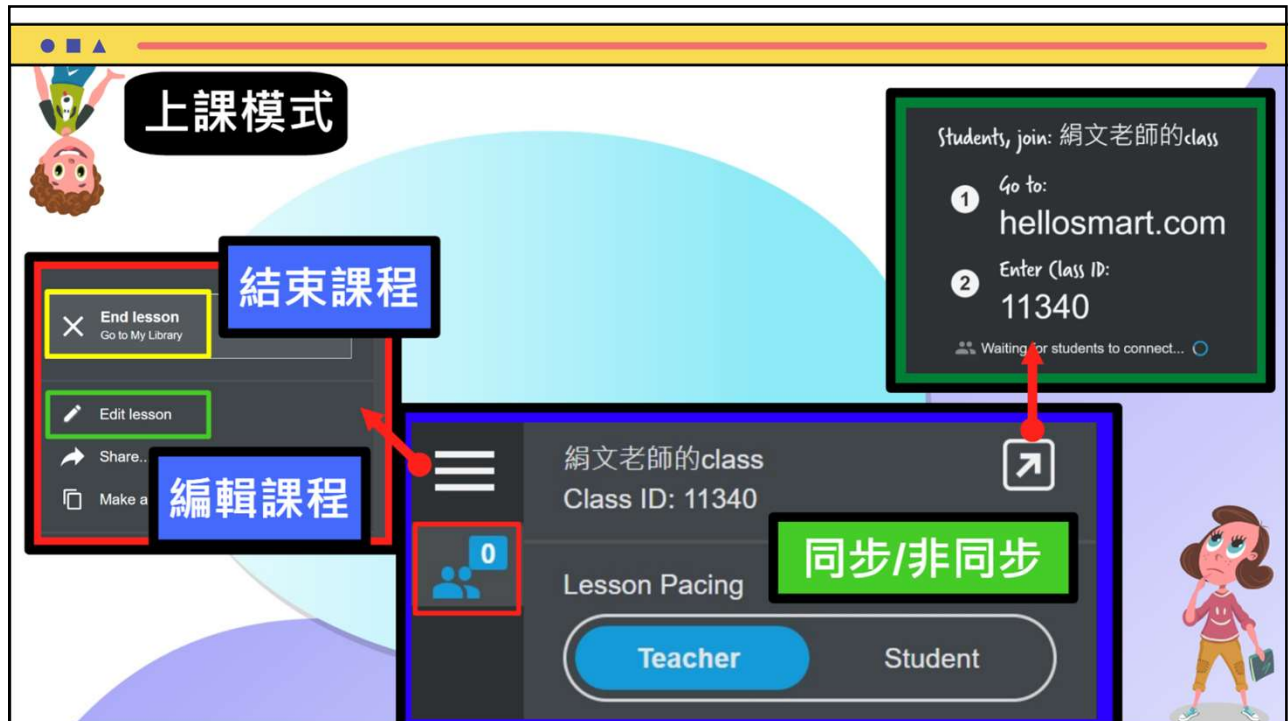 上課模式
結束課程
End lesson
Go to My Library
Edit lesson
Share..
Make a
編輯課程
Students, join: 絹文老師的class
1
Go to:
hellosmart.com
2
Enter Class ID:
11340
Waiting for students to connect...
絹文老師的class
Class ID: 11340
同步/非同步
0
Lesson Pacing
Teacher
Student